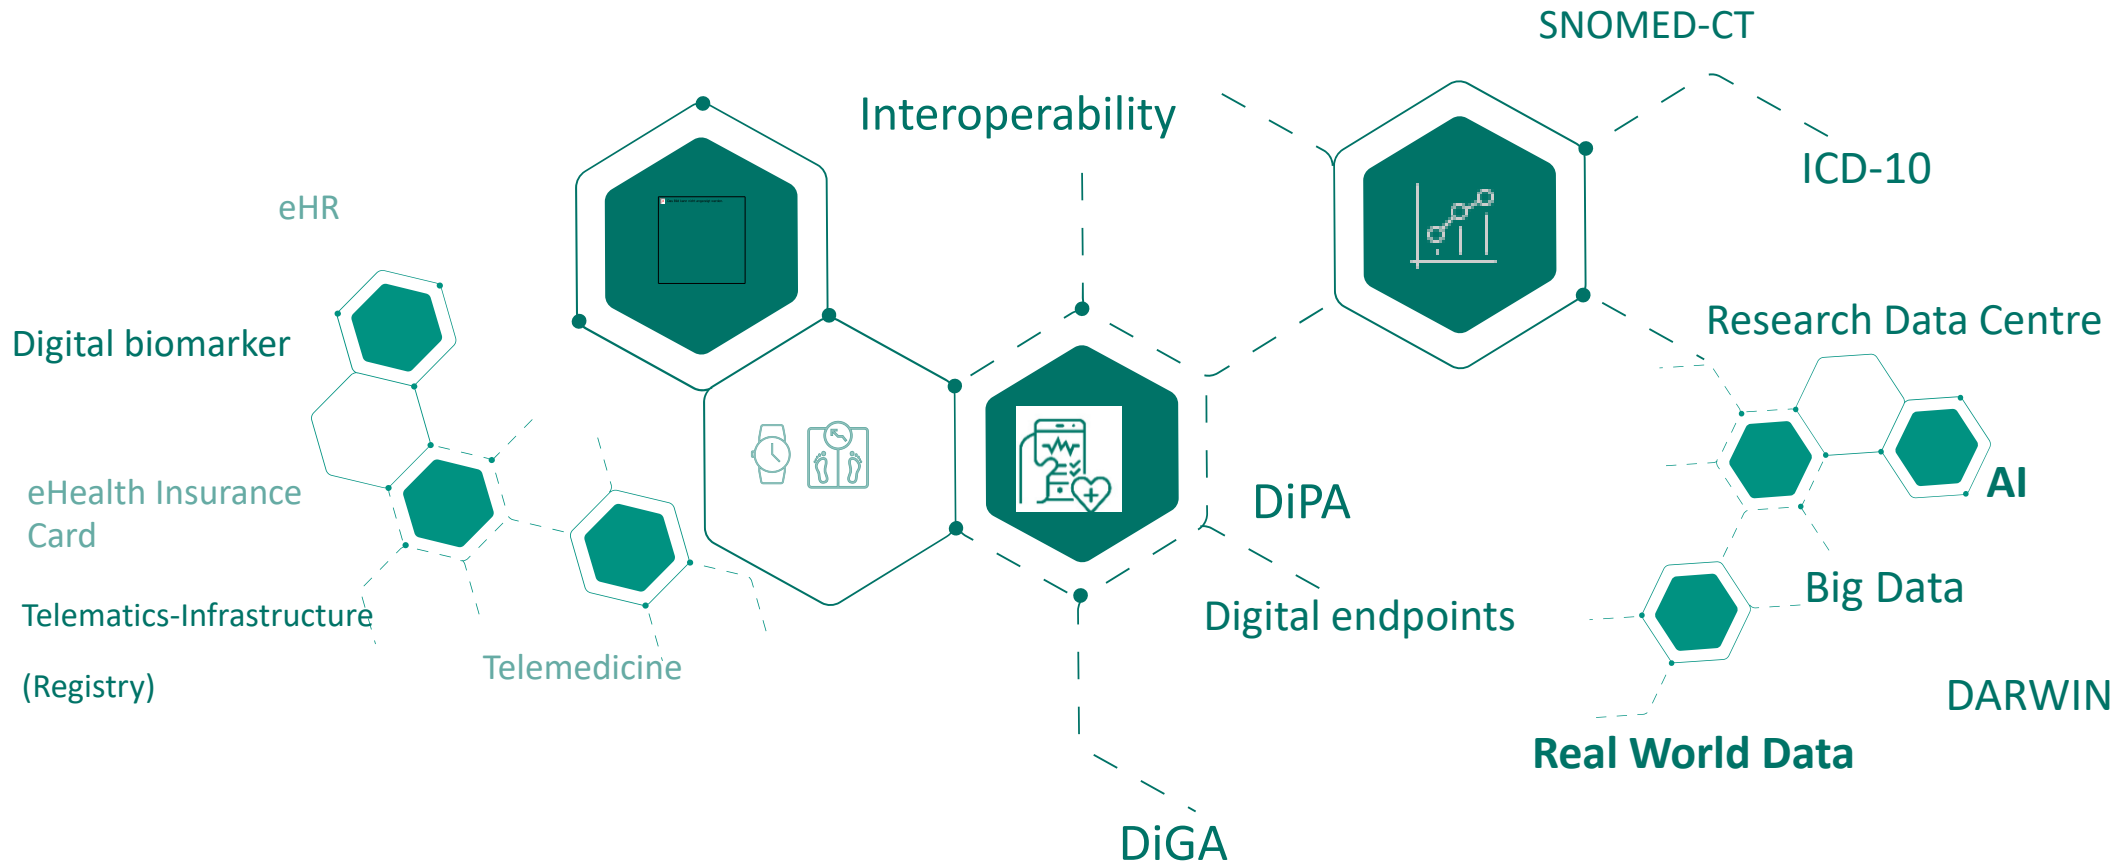 SNOMED-CT
Interoperability
ICD-10
eHR
Research Data Centre
Digital biomarker
AI
eHealth Insurance
Card
DiPA
Big Data
Telematics-Infrastructure
Digital endpoints
Telemedicine
(Registry)
DARWIN
Real World Data
DiGA